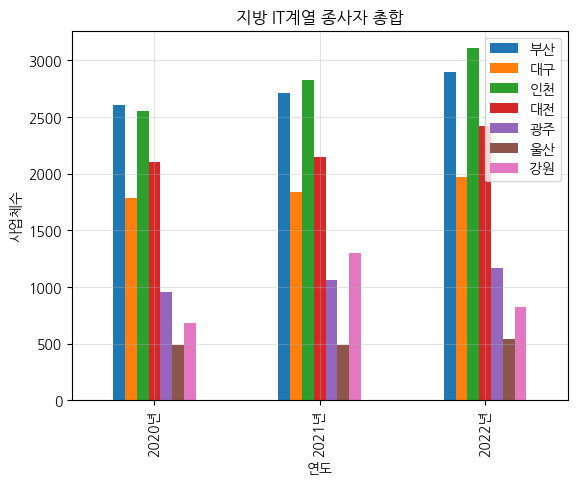 지방 IT계열 종사자 총합
부산
대구
인천
대전
광주
울산
강원
3000
2500
2000
1500
1000
500
0
사업체수
2020년
2021년
2022년
연도